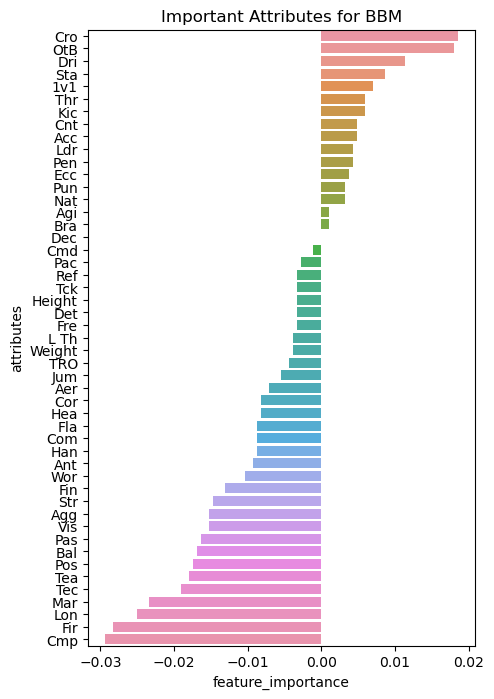 Important Attributes for BBM
Cro
OtB
Dri
Sta
1v1
Thr
Kic
Cnt
Acc
Ldr
Pen
Ecc
Pun
Nat
Agi
Bra
Dec
Cmd
Pac
Ref
Tck
Height
Det
Fre
L Th
Weight
TRO
Jum
Aer
Cor
Hea
Fla
Com
Han
Ant
Wor
Fin
Str
Agg
Vis
Pas
Bal
Pos
Tea
Tec
Mar
Lon
Fir
Cmp
attributes
−0.03 −0.02 −0.01 0.00 0.01 0.02
feature_importance